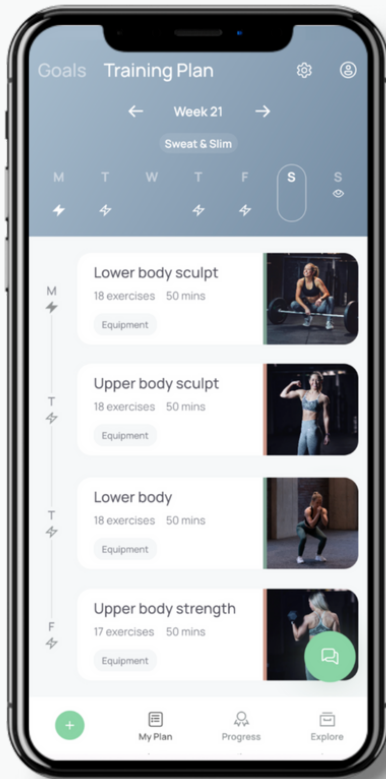 Goals Training Plan
Week 21
Sweat & Slim
M T W T F S S
M
Lower body sculpt
18 exercises 50 mins
Equipment
T
Upper body sculpt
18 exercises 50 mins
Equipment
T
Lower body
18 exercises 50 mins
Equipment
F
Upper body strength
17 exercises 50 mins
Equipment
+
My Plan Progress Explore